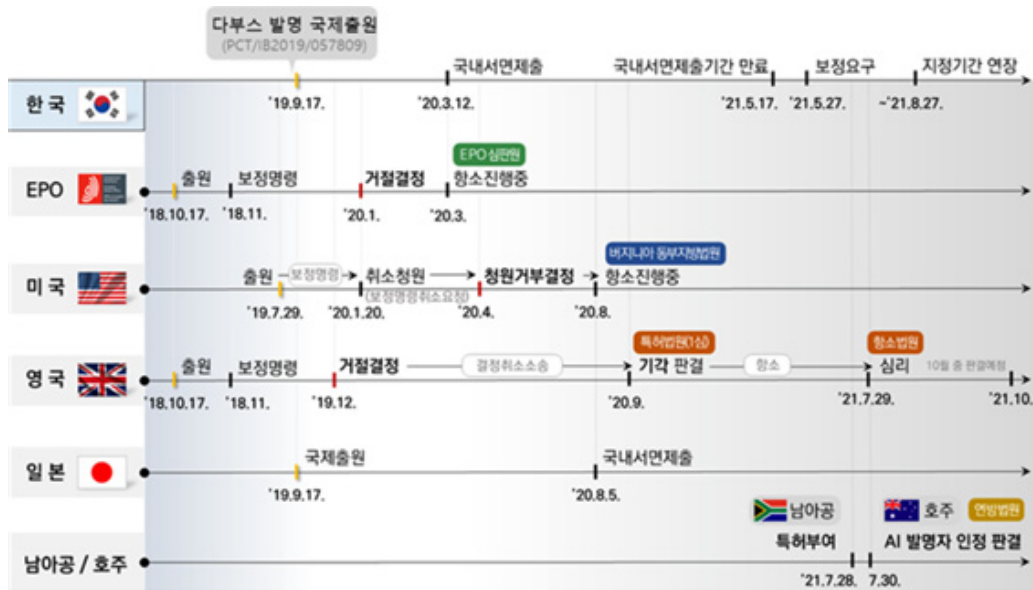 다부스 발명 국제출원
(PCT/IB2019/057809)
한국
국내서면제출
국내서면제출기간 만료
보정요구
지정기간 연장
'19.9.17.
'20.3.12.
'21.5.17.
'21.5.27.
~'21.8.27.
EPO
출원
보정명령
거절결정
EPO 심판원
항소진행중
'18.10.17.
'18.11.
'20.1.
'20.3.
미국
출원
보정명령
취소청원
(보정명령취소요청)
청원거부결정
버지니아 동부지방법원
항소진행중
'19.7.29.
'20.1.20.
'20.4.
'20.8.
영국
출원
보정명령
거절결정
결정취소소송
특허법원(1심)
기각 판결
항소
항소법원
심리
10월 중 판결예정
'18.10.17.
'18.11.
'19.12.
'20.9.
'21.7.29.
'21.10.
일본
국제출원
국내서면제출
'19.9.17.
'20.8.5.
남아공 / 호주
남아공
특허부여
호주
연방법원
AI 발명자 인정 판결
'21.7.28.
7.30.